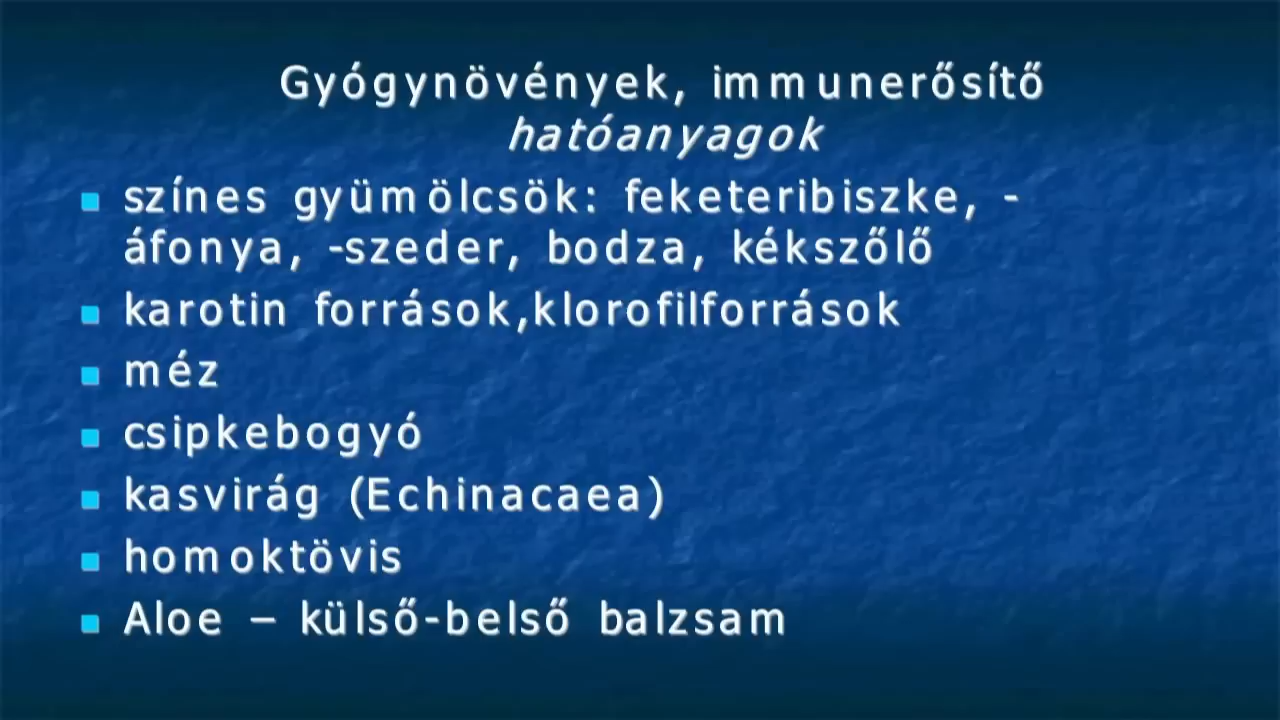 Gyógynövények, immunerősítő
hatóanyagok
színes gyümölcsök: feketeribiszke, -
áfonya, -szeder, bodza, kékszőlő
karotin források,klorofilforrások
méz
csipkebogyó
kasvirág (Echinacaea)
homoktövis
Aloe – külső-belső balzsam